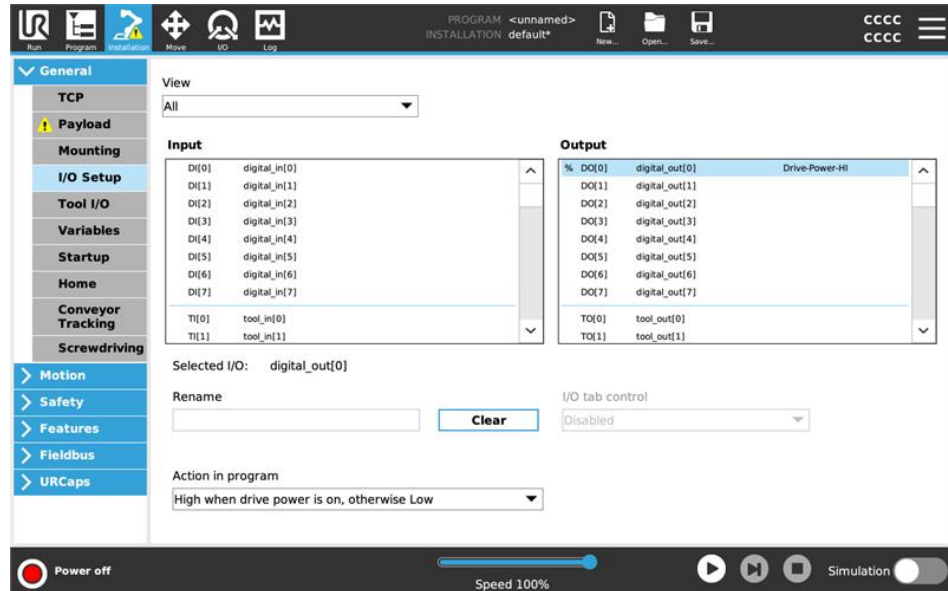 UR
Run
Program
Installation
Move
I/O
Log
PROGRAM <unnamed>
INSTALLATION default*
New...
Open...
Save...
CCCC
CCCC
General
TCP
Payload
Mounting
I/O Setup
Tool I/O
Variables
Startup
Home
Conveyor
Tracking
Screwdriving
Motion
Safety
Features
Fieldbus
URCaps
View
All
Input
DI[0] digital_in[0]
DI[1] digital_in[1]
DI[2] digital_in[2]
DI[3] digital_in[3]
DI[4] digital_in[4]
DI[5] digital_in[5]
DI[6] digital_in[6]
DI[7] digital_in[7]
TI[0] tool_in[0]
TI[1] tool_in[1]
Output
% DO[0] digital_out[0] Drive-Power-HI
DO[1] digital_out[1]
DO[2] digital_out[2]
DO[3] digital_out[3]
DO[4] digital_out[4]
DO[5] digital_out[5]
DO[6] digital_out[6]
DO[7] digital_out[7]
TO[0] tool_out[0]
TO[1] tool_out[1]
Selected I/O: digital_out[0]
Rename
Clear
I/O tab control
Disabled
Action in program
High when drive power is on, otherwise Low
Power off
Speed 100%
Simulation